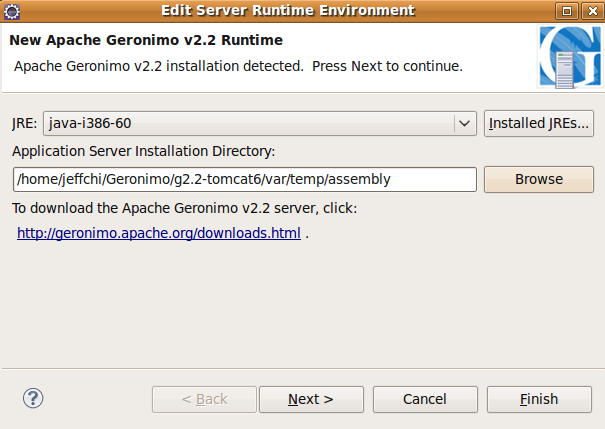 Edit Server Runtime Environment
New Apache Geronimo v2.2 Runtime
Apache Geronimo v2.2 installation detected. Press Next to continue.
JRE: java-i386-60 Installed JREs...
Application Server Installation Directory:
/home/jeffchi/Geronimo/g2.2-tomcat6/var/temp/assembly Browse
To download the Apache Geronimo v2.2 server, click:
http://geronimo.apache.org/downloads.html .
? < Back Next > Cancel Finish